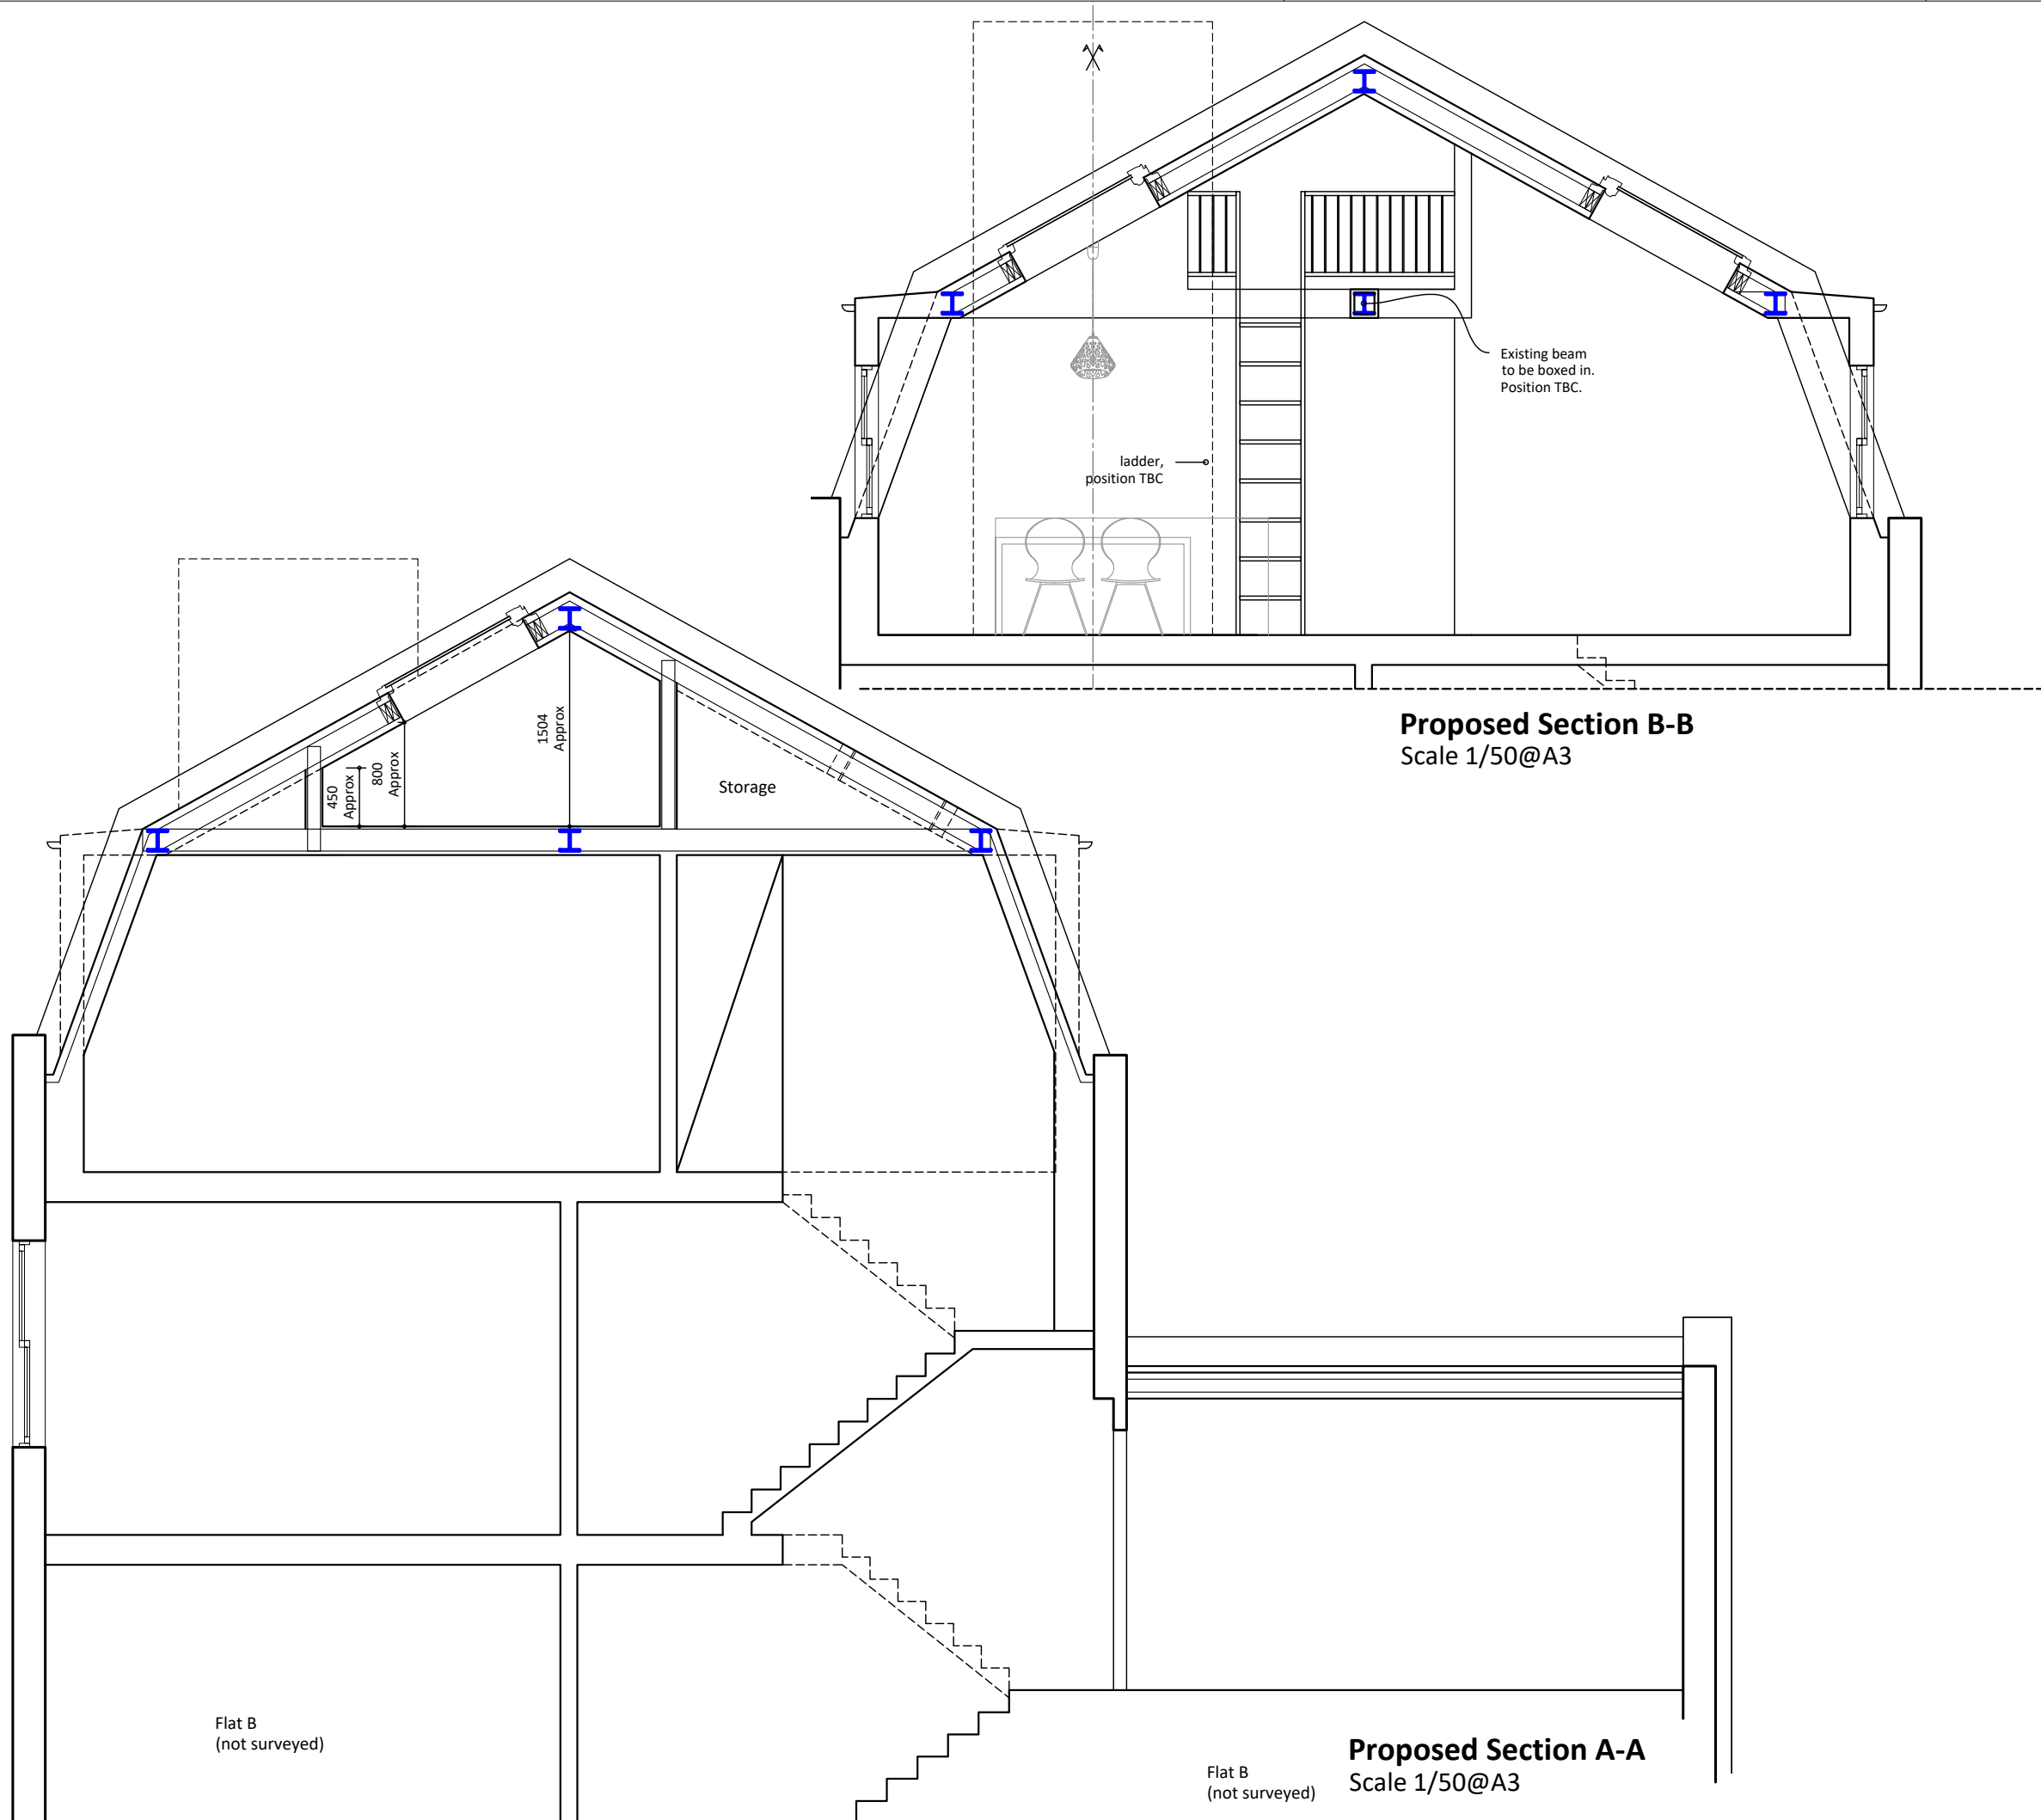 Existing beam
to be boxed in.
Position TBC.
ladder,
position TBC
Proposed Section B-B
Scale 1/50@A3
1504
Approx
800
Approx
450
Approx
Storage
Flat B
(not surveyed)
Proposed Section A-A
Scale 1/50@A3
Flat B
(not surveyed)